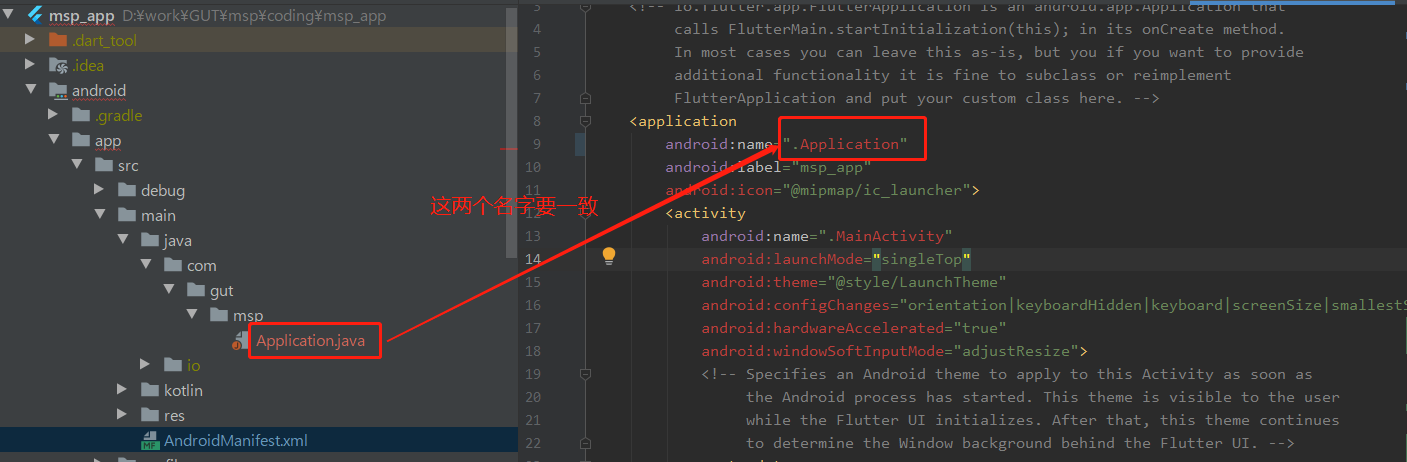 msp_app D:¥work¥GUT¥msp¥coding¥msp_app
.dart_tool
.idea
android
.gradle
app
src
debug
main
java
com
gut
msp
Application.java
io
kotlin
res
AndroidManifest.xml
这两个名字要一致
3 <!-- io.flutter.app.FlutterApplication is an android.app.Application that
4 calls FlutterMain.startInitialization(this); in its onCreate method.
5 In most cases you can leave this as-is, but you if you want to provide
6 additional functionality it is fine to subclass or reimplement
7 FlutterApplication and put your custom class here. -->
8 <application
9 android:name=".Application"
10 android:label="msp_app"
11 android:icon="@mipmap/ic_launcher">
12 <activity
13 android:name=".MainActivity"
14 android:launchMode="singleTop"
15 android:theme="@style/LaunchTheme"
16 android:configChanges="orientation|keyboardHidden|keyboard|screenSize|smallestS
17 android:hardwareAccelerated="true"
18 android:windowSoftInputMode="adjustResize">
19 <!-- Specifies an Android theme to apply to this Activity as soon as
20 the Android process has started. This theme is visible to the user
21 while the Flutter UI initializes. After that, this theme continues
22 to determine the Window background behind the Flutter UI. -->